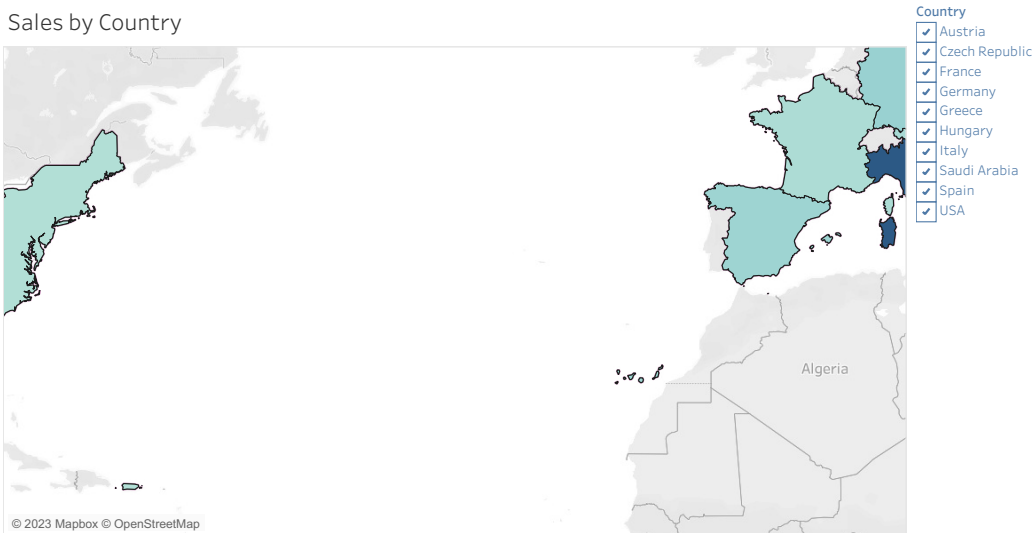 Sales by Country
Country
Austria
Czech Republic
France
Germany
Greece
Hungary
Italy
Saudi Arabia
Spain
USA
Algeria
© 2023 Mapbox © OpenStreetMap